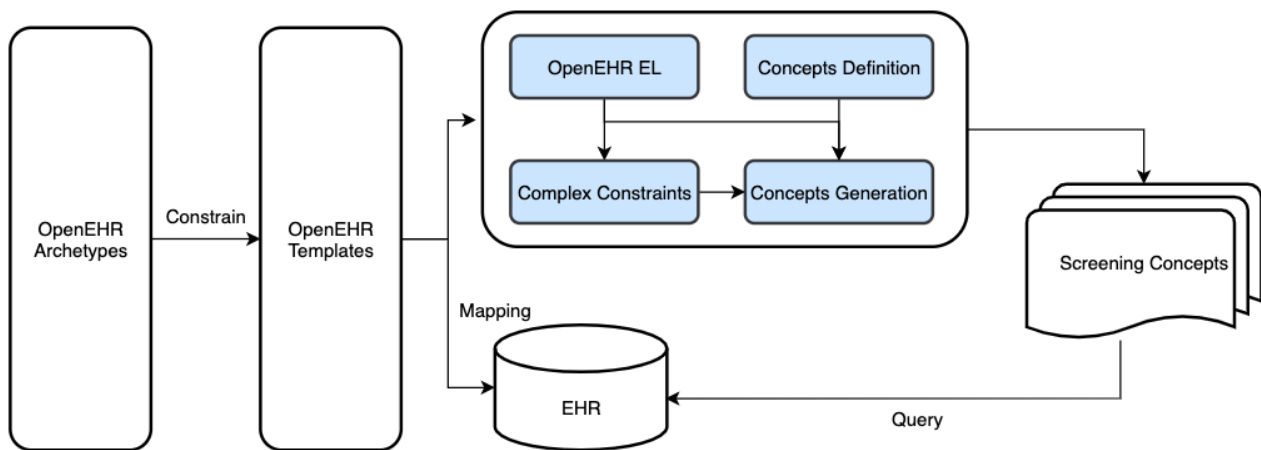 OpenEHR
Archetypes
Constrain
OpenEHR
Templates
OpenEHR EL
Concepts Definition
Complex Constraints
Concepts Generation
Mapping
EHR
Screening Concepts
Query